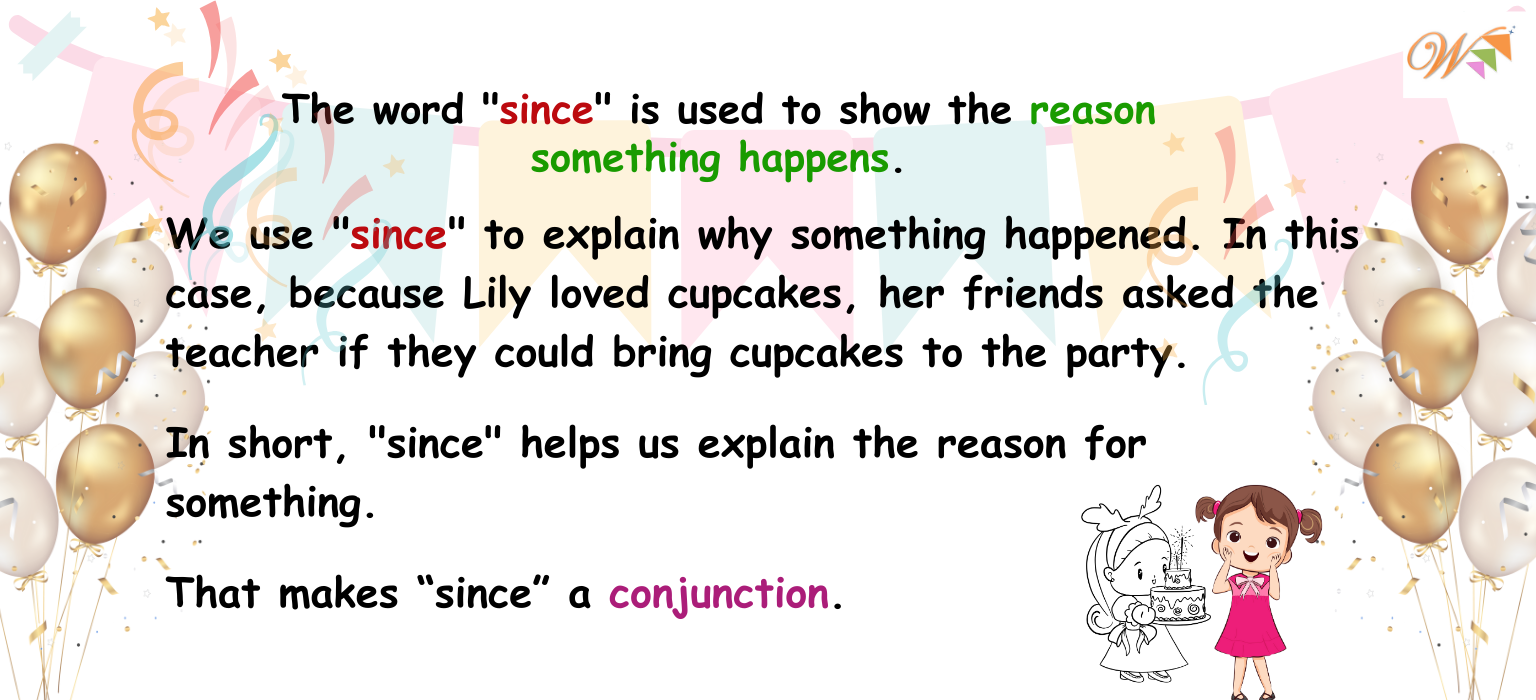 The word "since" is used to show the reason
something happens.
We use "since" to explain why something happened. In this
case, because Lily loved cupcakes, her friends asked the
teacher if they could bring cupcakes to the party.
In short, "since" helps us explain the reason for
something.
That makes “since” a conjunction.
W